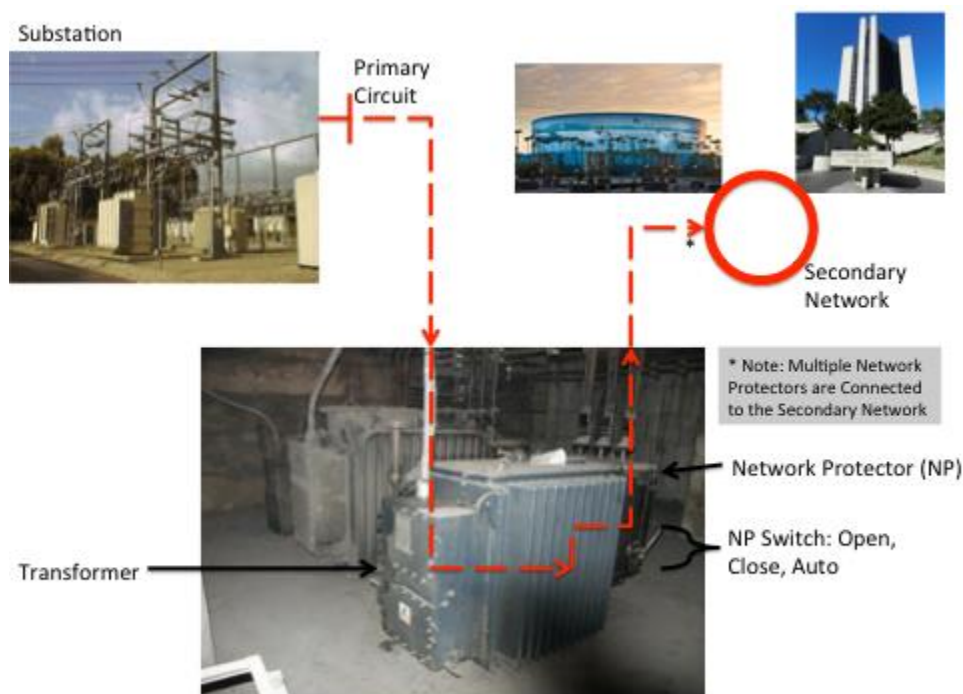 Substation
Primary
Circuit
*
Secondary
Network
* Note: Multiple Network
Protectors are Connected
to the Secondary Network
Network Protector (NP)
NP Switch: Open,
Close, Auto
Transformer